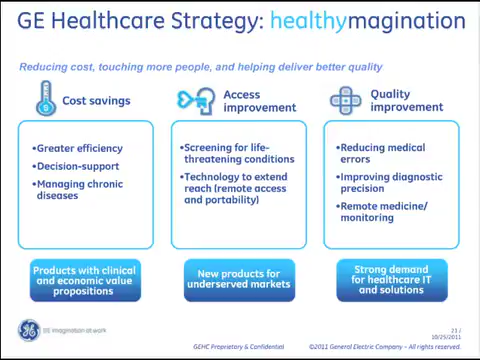 GE Healthcare Strategy: healthymagination
Reducing cost, touching more people, and helping deliver better quality
Cost savings
•Greater efficiency
•Decision-support
•Managing chronic
diseases
Products with clinical
and economic value
propositions
Access
improvement
•Screening for life-
threatening conditions
•Technology to extend
reach (remote access
and portability)
New products for
underserved markets
Quality
improvement
•Reducing medical
errors
•Improving diagnostic
precision
•Remote medicine/
monitoring
Strong demand
for healthcare IT
and solutions
GE imagination at work
GEHC Proprietary & Confidential
21 /
10/25/2011
©2011 General Electric Company – All rights reserved.